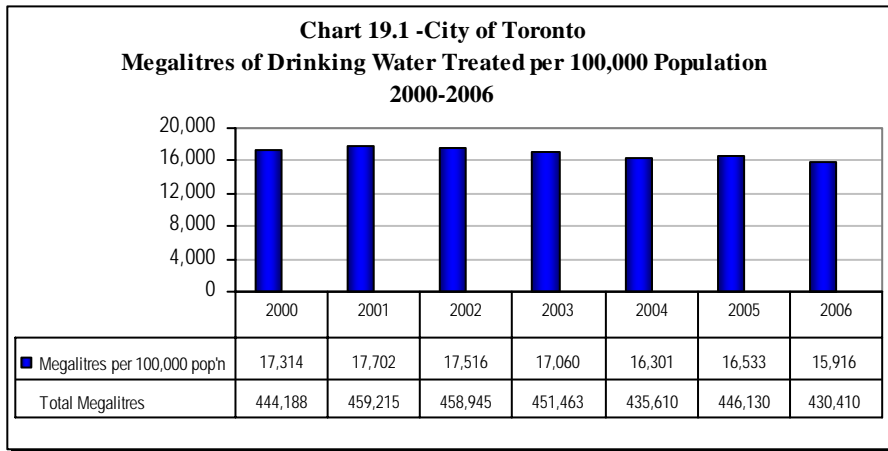 Chart 19.1 -City of Toronto
Megalitres of Drinking Water Treated per 100,000 Population
2000-2006
20,000
16,000
12,000
8,000
4,000
0
2000 2001 2002 2003 2004 2005 2006
Megalitres per 100,000 pop'n 17,314 17,702 17,516 17,060 16,301 16,533 15,916
Total Megalitres 444,188 459,215 458,945 451,463 435,610 446,130 430,410